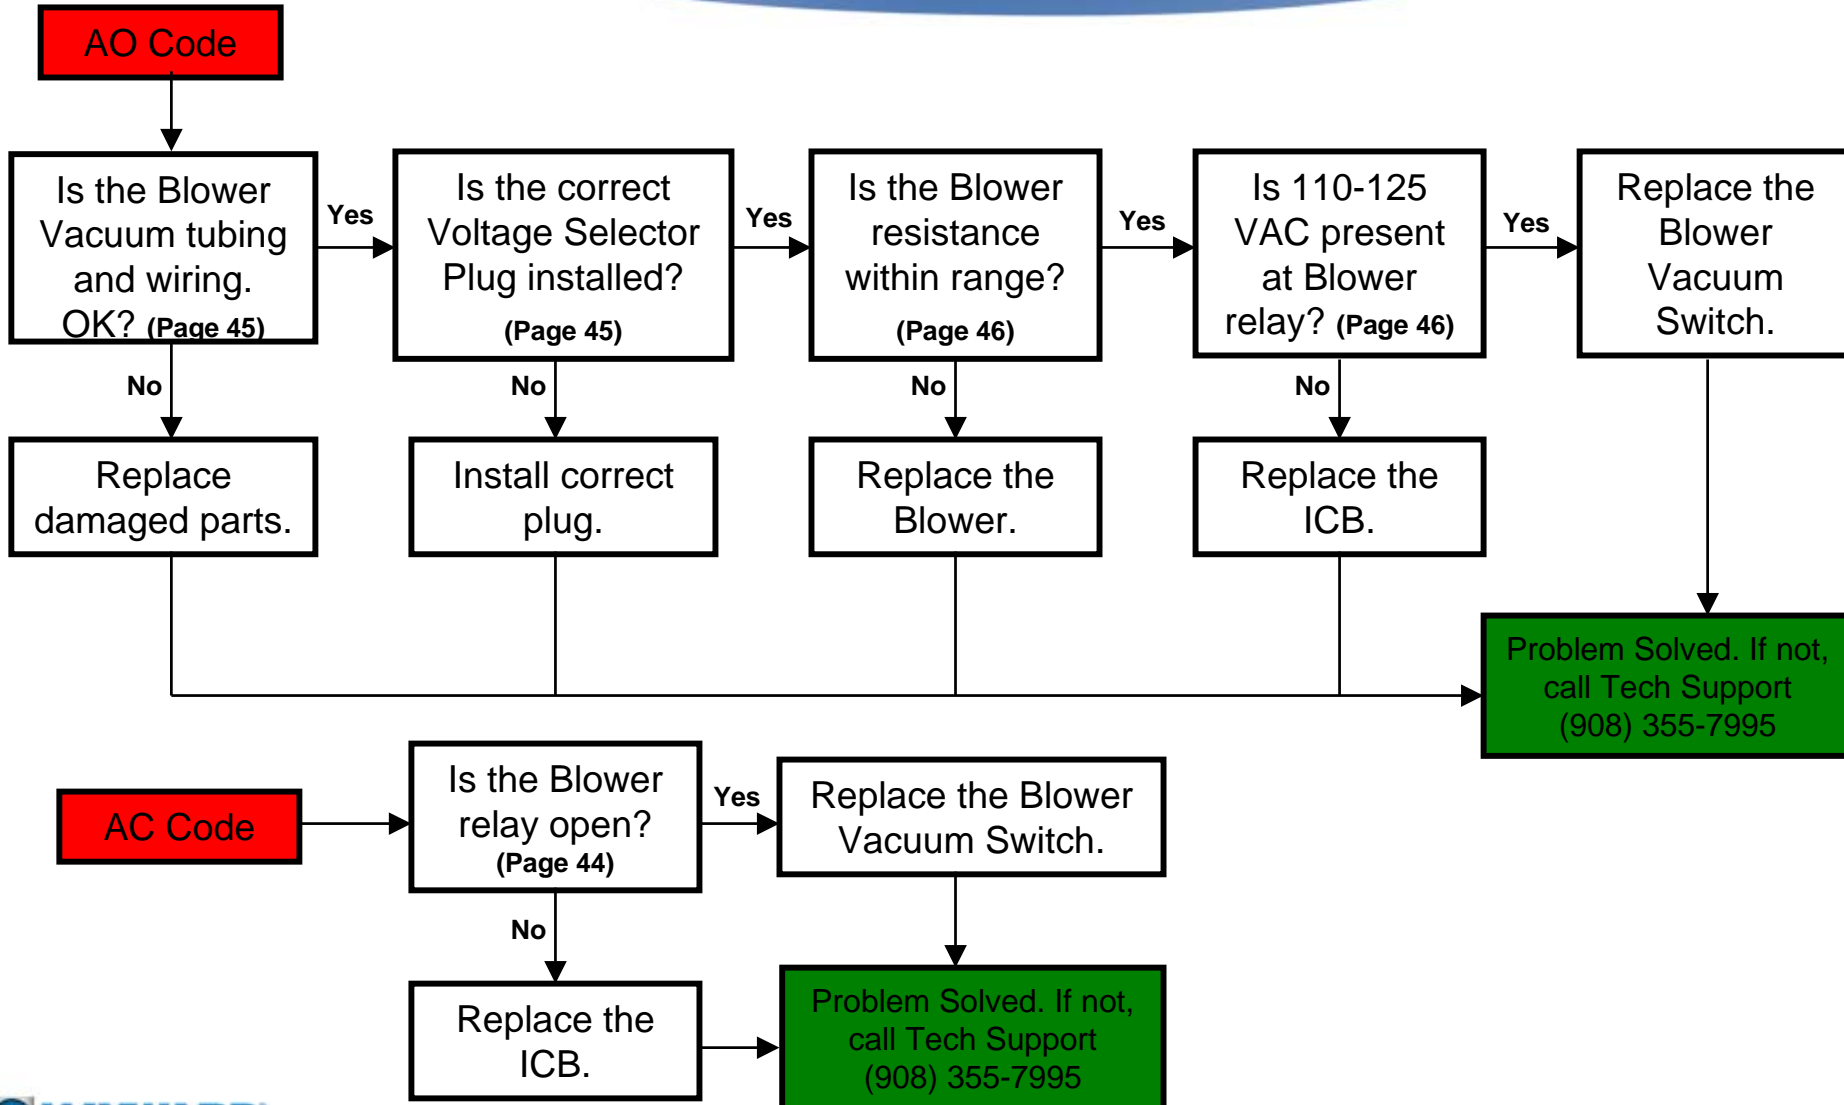 AO Code
Is the Blower
Vacuum tubing
and wiring.
OK? (Page 45)
Yes
Is the correct
Voltage Selector
Plug installed?
(Page 45)
Yes
Is the Blower
resistance
within range?
(Page 46)
Yes
Is 110-125
VAC present
at Blower
relay? (Page 46)
Yes
Replace the
Blower
Vacuum
Switch.
No
No
No
No
Replace
damaged parts.
Install correct
plug.
Replace the
Blower.
Replace the
ICB.
Problem Solved. If not,
call Tech Support
(908) 355-7995
AC Code
Is the Blower
relay open?
(Page 44)
Yes
Replace the Blower
Vacuum Switch.
No
Replace the
ICB.
Problem Solved. If not,
call Tech Support
(908) 355-7995